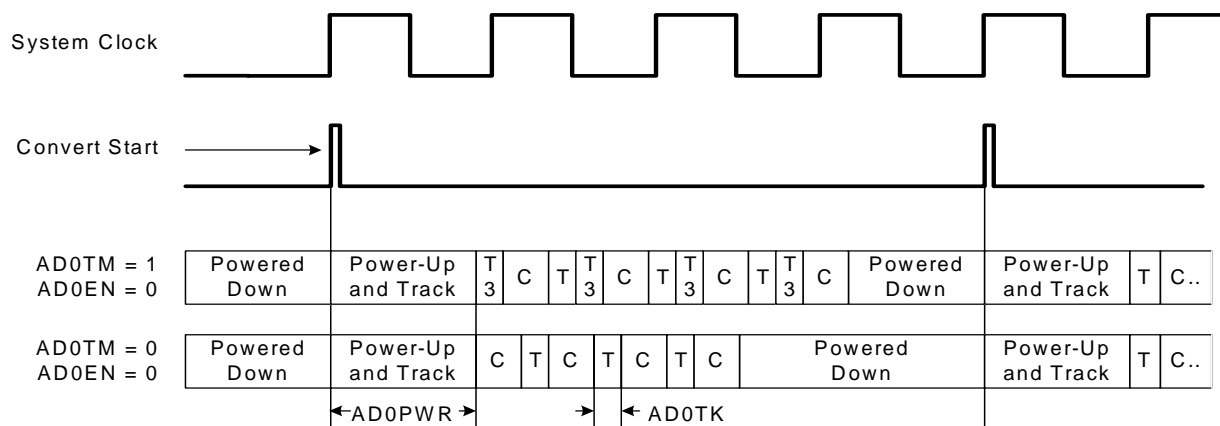 System Clock
Convert Start
AD0TM = 1
AD0EN = 0
Powered
Down
Power-Up
and Track
T
3
C
T
T
3
C
T
T
3
C
T
T
3
C
Powered
Down
Power-Up
and Track
T
C..
AD0TM = 0
AD0EN = 0
Powered
Down
Power-Up
and Track
C
T
C
T
C
T
C
Powered
Down
Power-Up
and Track
T
C..
AD0PWR
AD0TK